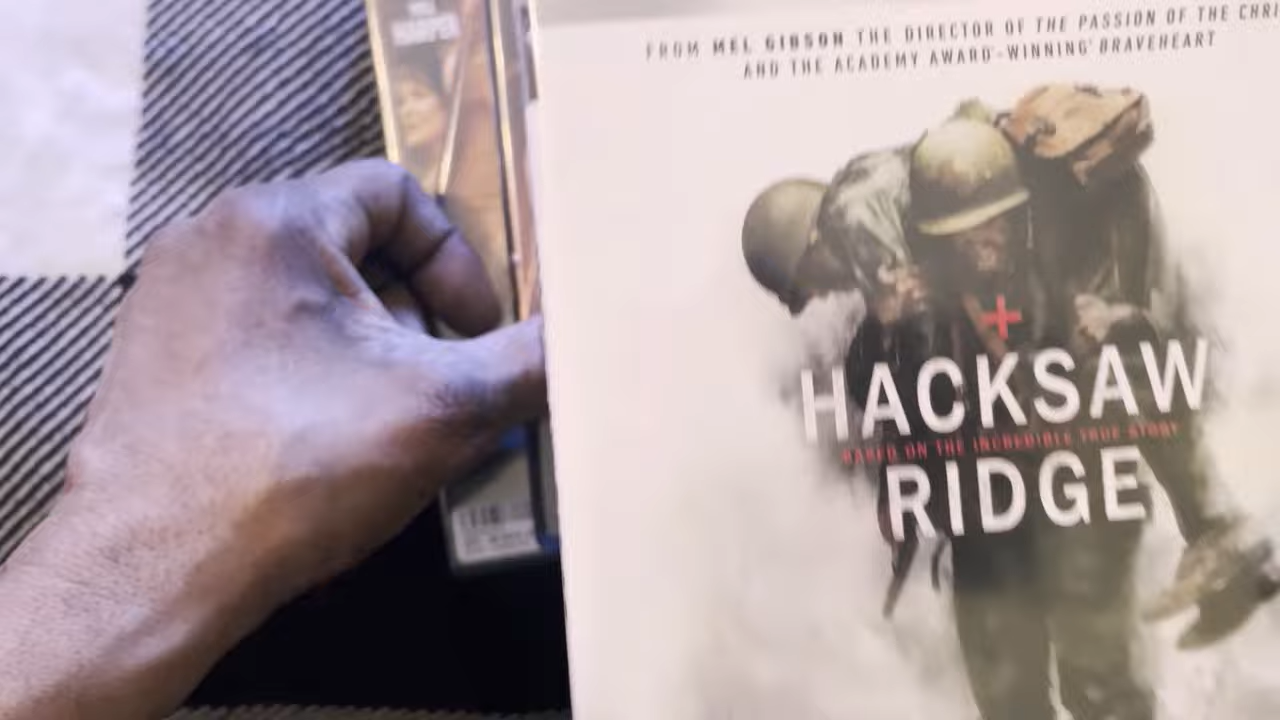 FROM MEL GIBSON THE DIRECTOR OF THE PASSION OF THE CHRI
AND THE ACADEMY AWARD-WINNING BRAVEHEART
HACKSAW
BASED ON THE INCREDIBLE TRUE STORY
RIDGE